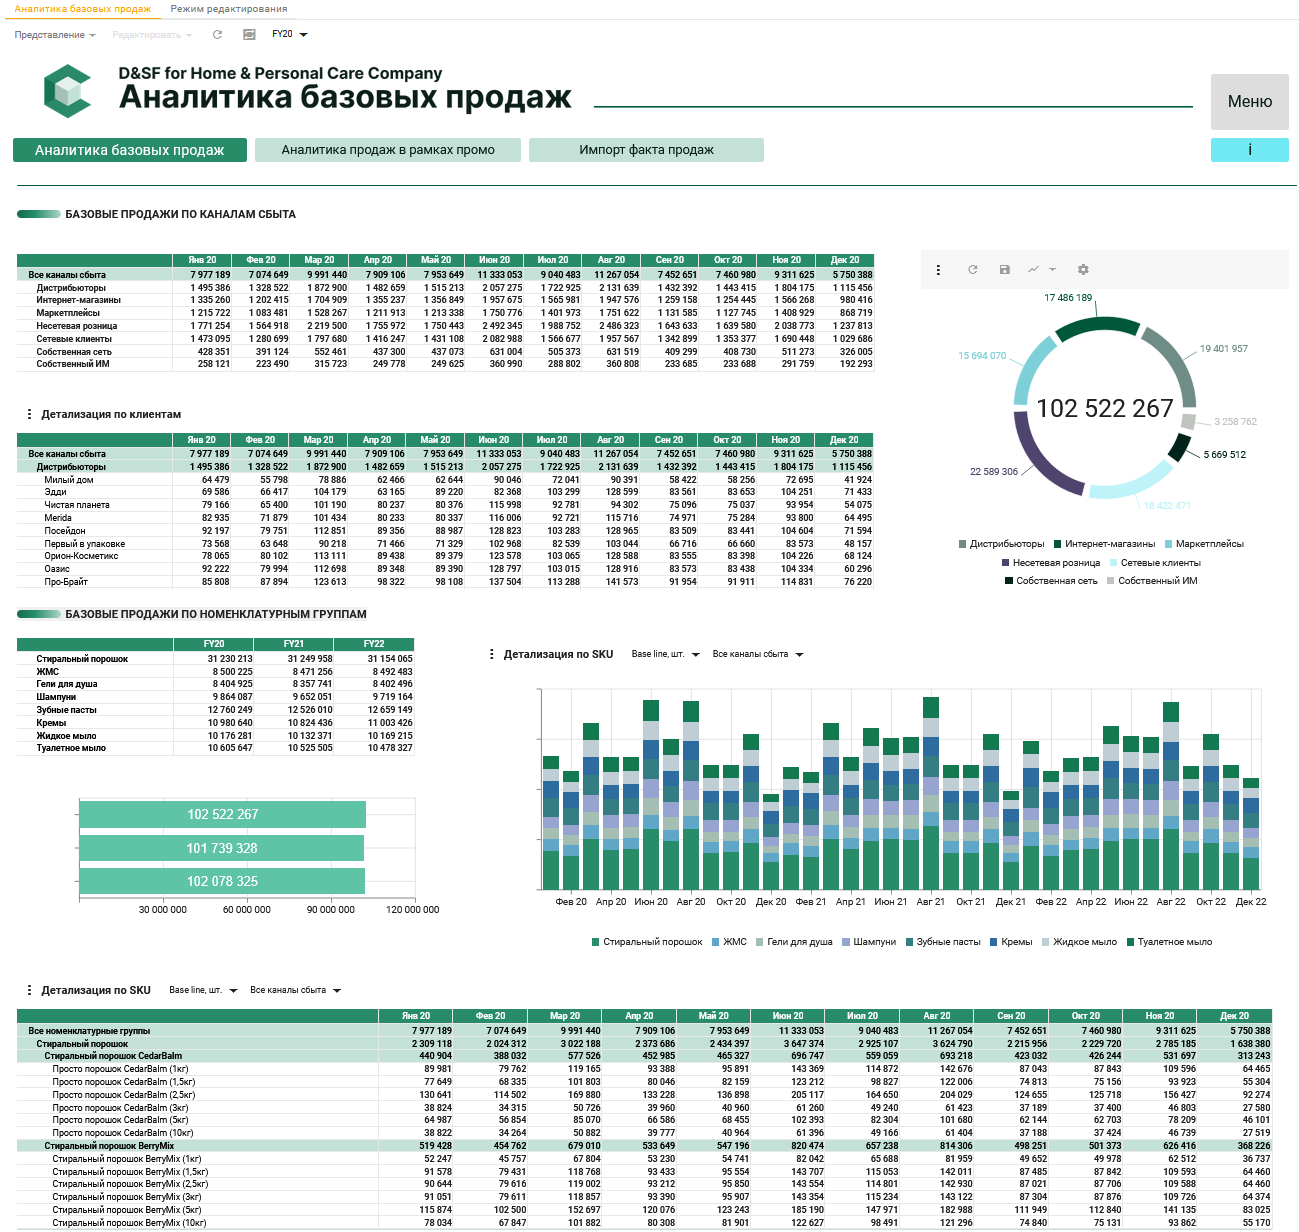 Аналитика базовых продаж Режим редактирования
Представление Редактировать FY20
D&SF for Home & Personal Care Company
Аналитика базовых продаж
Меню
Аналитика базовых продаж Аналитика продаж в рамках промо Импорт факта продаж i
БАЗОВЫЕ ПРОДАЖИ ПО КАНАЛАМ СБЫТА
Янв 20 Фев 20 Мар 20 Апр 20 Май 20 Июн 20 Июл 20 Авг 20 Сен 20 Окт 20 Ноя 20 Дек 20
Все каналы сбыта 7 977 189 7 074 649 9 991 440 7 909 106 7 953 649 11 333 053 9 040 483 11 267 054 7 452 651 7 460 980 9 311 625 5 750 388
Дистрибьюторы 1 495 386 1 328 522 1 872 900 1 482 659 1 515 213 2 057 275 1 722 925 2 131 639 1 432 392 1 443 415 1 804 175 1 115 456
Интернет-магазины 1 335 260 1 202 415 1 704 909 1 355 237 1 356 849 1 957 675 1 565 981 1 947 576 1 259 158 1 254 445 1 566 268 980 416
Маркетплейсы 1 215 722 1 083 481 1 528 267 1 211 913 1 213 338 1 750 776 1 401 973 1 751 622 1 131 585 1 127 745 1 408 929 868 719
Несетевая розница 1 771 254 1 564 918 2 219 500 1 755 972 1 750 443 2 492 345 1 988 752 2 486 323 1 643 633 1 639 580 2 038 773 1 237 813
Сетевые клиенты 1 473 095 1 280 699 1 797 680 1 416 247 1 431 108 2 082 988 1 566 677 1 957 567 1 342 899 1 353 377 1 690 448 1 029 686
Собственная сеть 428 351 391 124 552 461 437 300 437 073 631 004 505 373 631 519 409 299 408 730 511 273 326 005
Собственный ИМ 258 121 223 490 315 723 249 778 249 625 360 990 288 802 360 808 233 685 233 688 291 759 192 293
17 486 189
19 401 957
15 694 070
102 522 267
3 258 762
5 669 512
22 589 306
18 422 471
Дистрибьюторы Интернет-магазины Маркетплейсы
Несетевая розница Сетевые клиенты
Собственная сеть Собственный ИМ
Детализация по клиентам
Янв 20 Фев 20 Мар 20 Апр 20 Май 20 Июн 20 Июл 20 Авг 20 Сен 20 Окт 20 Ноя 20 Дек 20
Все каналы сбыта 7 977 189 7 074 649 9 991 440 7 909 106 7 953 649 11 333 053 9 040 483 11 267 054 7 452 651 7 460 980 9 311 625 5 750 388
Дистрибьюторы 1 495 386 1 328 522 1 872 900 1 482 659 1 515 213 2 057 275 1 722 925 2 131 639 1 432 392 1 443 415 1 804 175 1 115 456
Милый дом 64 479 55 798 78 886 62 466 62 644 90 046 72 041 90 391 58 422 58 256 72 695 41 924
Эдди 69 586 66 417 104 179 63 165 89 220 82 368 103 299 128 599 83 561 83 653 104 251 71 433
Чистая планета 79 166 65 400 101 190 80 237 80 376 115 998 92 781 94 302 75 096 75 037 93 954 54 075
Merida 82 935 71 879 101 434 80 233 80 337 116 006 92 721 115 716 74 971 75 284 93 800 64 495
Посейдон 92 197 79 751 112 851 89 356 88 987 128 823 103 283 128 965 83 509 83 441 104 604 71 594
Первый в упаковке 73 568 63 648 90 218 71 466 71 329 102 968 82 539 103 044 66 716 66 660 83 573 48 157
Орион-Косметикс 78 065 80 102 113 111 89 438 89 379 123 578 103 065 128 588 83 555 83 398 104 226 68 124
Оазис 92 222 79 994 112 698 89 348 89 390 128 797 103 015 128 916 83 573 83 438 104 334 60 296
Про-Брайт 85 808 87 894 123 613 98 322 98 108 137 504 113 288 141 573 91 954 91 911 114 831 76 220
БАЗОВЫЕ ПРОДАЖИ ПО НОМЕНКЛАТУРНЫМ ГРУППАМ
FY20 FY21 FY22
Стиральный порошок 31 230 213 31 249 958 31 154 065
ЖМС 8 500 225 8 471 256 8 492 483
Гели для душа 8 404 925 8 357 741 8 402 496
Шампуни 9 864 087 9 652 051 9 719 164
Зубные пасты 12 760 249 12 526 010 12 659 149
Кремы 10 980 640 10 824 436 11 003 426
Жидкое мыло 10 176 281 10 132 371 10 169 215
Туалетное мыло 10 605 647 10 525 505 10 478 327
102 522 267
101 739 328
102 078 325
30 000 000 60 000 000 90 000 000 120 000 000
Детализация по SKU Base line, шт. Все каналы сбыта
Фев 20 Апр 20 Июн 20 Авг 20 Окт 20 Дек 20 Фев 21 Апр 21 Июн 21 Авг 21 Окт 21 Дек 21 Фев 22 Апр 22 Июн 22 Авг 22 Окт 22 Дек 22
Стиральный порошок ЖМС Гели для душа Шампуни Зубные пасты Кремы Жидкое мыло Туалетное мыло
Детализация по SKU Base line, шт. Все каналы сбыта
Янв 20 Фев 20 Мар 20 Апр 20 Май 20 Июн 20 Июл 20 Авг 20 Сен 20 Окт 20 Ноя 20 Дек 20
Все номенклатурные группы 7 977 189 7 074 649 9 991 440 7 909 106 7 953 649 11 333 053 9 040 483 11 267 054 7 452 651 7 460 980 9 311 625 5 750 388
Стиральный порошок 2 309 118 2 024 312 3 022 188 2 373 686 2 434 397 3 647 374 2 925 107 3 624 790 2 215 956 2 229 720 2 785 185 1 638 380
Стиральный порошок CedarBalm 440 904 388 032 577 526 452 985 465 327 696 747 559 059 693 218 423 032 426 244 531 697 313 243
Просто порошок CedarBalm (1кг) 89 981 79 762 119 165 93 388 95 891 143 369 114 872 142 676 87 043 87 843 109 596 64 465
Просто порошок CedarBalm (1,5кг) 77 649 68 335 101 803 80 046 82 159 123 212 98 827 122 006 74 813 75 156 93 923 55 304
Просто порошок CedarBalm (2,5кг) 130 641 114 502 169 880 133 228 136 898 205 117 164 650 204 029 124 655 125 718 156 427 92 274
Просто порошок CedarBalm (3кг) 38 824 34 315 50 726 39 960 40 960 61 260 49 240 61 423 37 189 37 400 46 803 27 580
Просто порошок CedarBalm (5кг) 64 987 56 854 85 070 66 586 68 455 102 393 82 304 101 680 62 144 62 703 78 209 46 101
Просто порошок CedarBalm (10кг) 38 822 34 264 50 882 39 777 40 964 61 396 49 166 61 404 37 188 37 424 46 739 27 519
Стиральный порошок BerryMix 519 428 454 762 679 010 533 649 547 196 820 474 657 238 814 306 498 251 501 373 626 416 368 226
Стиральный порошок BerryMix (1кг) 52 247 45 757 67 804 53 230 54 741 82 042 65 688 81 959 49 652 49 978 62 512 36 737
Стиральный порошок BerryMix (1,5кг) 91 578 79 431 118 768 93 433 95 554 143 707 115 053 142 011 87 485 87 842 109 593 64 460
Стиральный порошок BerryMix (2,5кг) 90 644 79 616 119 002 93 212 95 850 143 554 114 801 142 930 87 021 87 706 109 588 64 460
Стиральный порошок BerryMix (3кг) 91 051 79 611 118 857 93 390 95 907 143 354 115 234 143 122 87 304 87 876 109 726 64 374
Стиральный порошок BerryMix (5кг) 115 874 102 500 152 697 120 076 123 243 185 190 147 971 182 988 111 949 112 840 141 135 83 025
Стиральный порошок BerryMix (10кг) 78 034 67 847 101 882 80 308 81 901 122 627 98 491 121 296 74 840 75 131 93 862 55 170